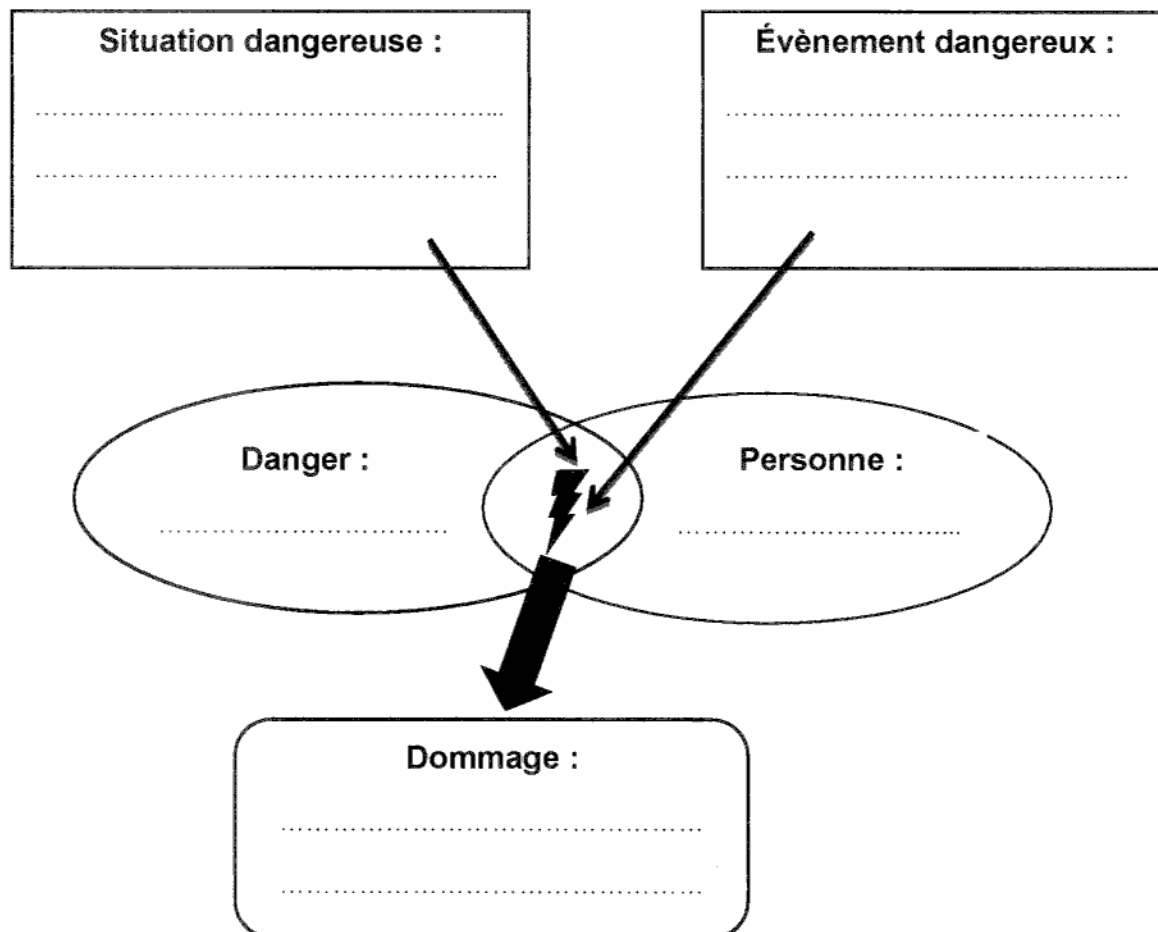 Situation dangereuse :
................................................................
................................................................
Évènement dangereux :
......................................................
......................................................
Danger :
.......................................
Personne :
.......................................
Dommage :
.........................................................
.........................................................